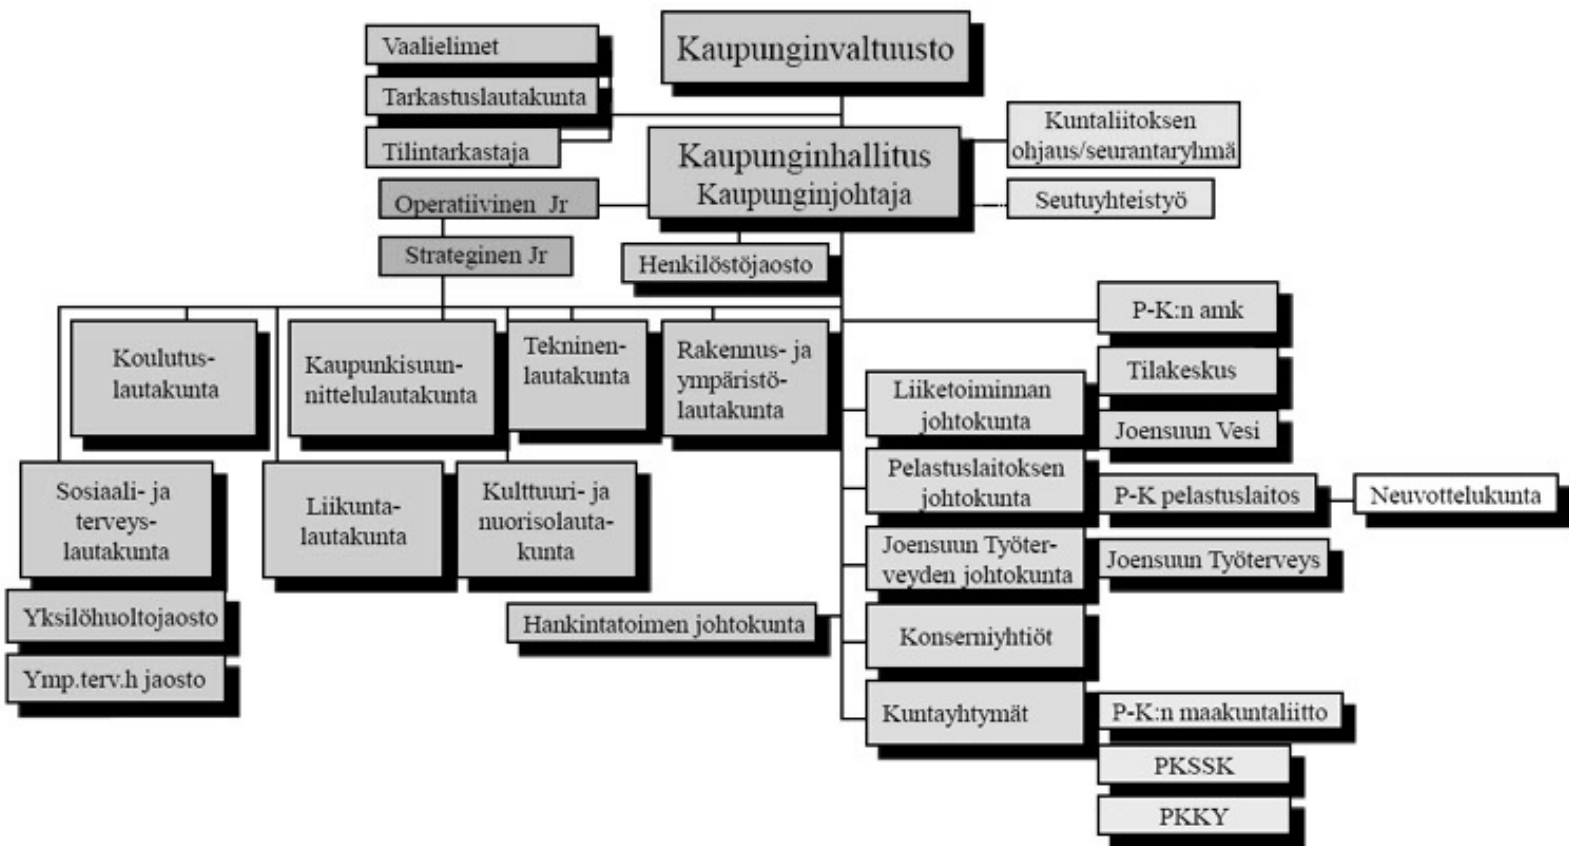 Vaalielimet
Tarkastuslautakunta
Tilintarkastaja
Kaupunginvaltuusto
Kaupunginhallitus
Kaupunginjohtaja
Kuntaliitoksen
ohjaus/seurantaryhmä
Seutuyhteistyö
Operatiivinen Jr
Strateginen Jr
Henkilöstöjaosto
Koulutus-
lautakunta
Kaupunkisuun-
nittelulautakunta
Tekninen-
lautakunta
Rakennus- ja
ympäristö-
lautakunta
Sosiaali- ja
terveys-
lautakunta
Liikunta-
lautakunta
Kulttuuri- ja
nuorisolauta-
kunta
Yksilöhuoltojaosto
Ymp.terv.h jaosto
Hankintatoimen johtokunta
P-K:n amk
Liiketoiminnan
johtokunta
Tilakeskus
Joensuun Vesi
Pelastuslaitoksen
johtokunta
P-K pelastuslaitos
Neuvottelukunta
Joensuun Työter-
veyden johtokunta
Joensuun Työterveys
Konserniyhtiöt
Kuntayhtymät
P-K:n maakuntaliitto
PKSSK
PKKY